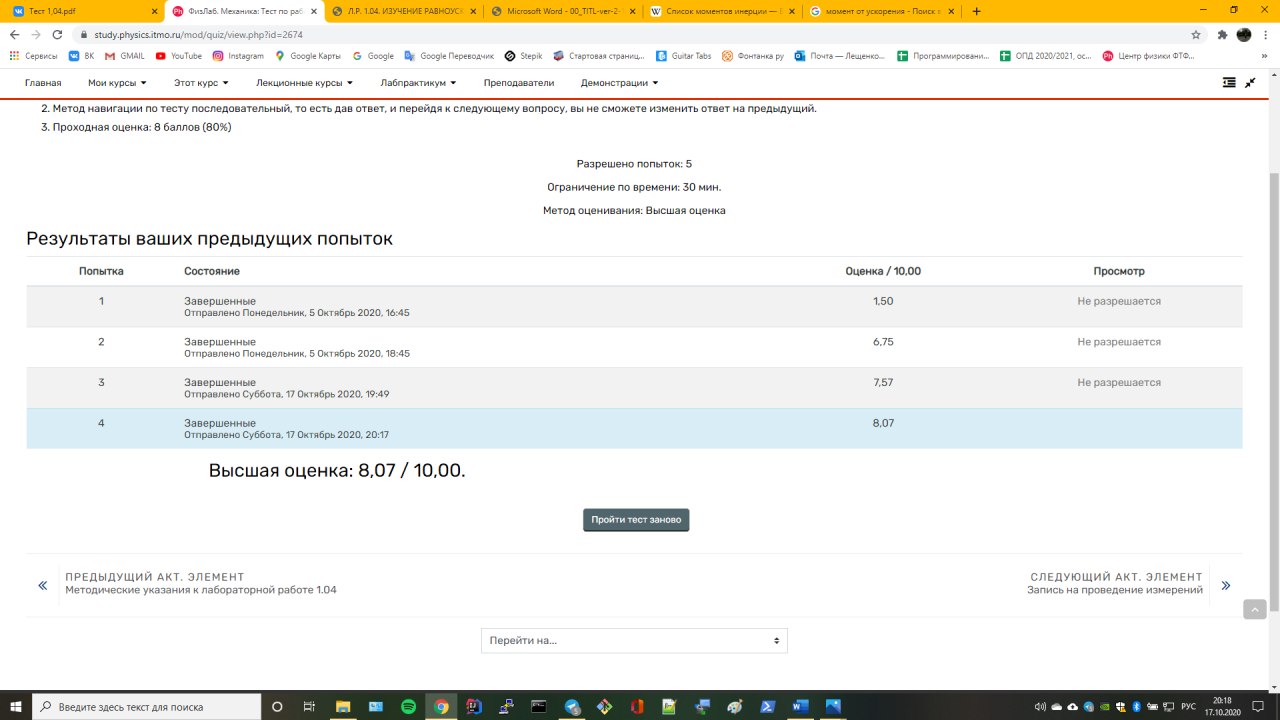 Тест 1,04.pdf
ФизЛаб. Механика: Тест по раб
Л.Р. 1.04. ИЗУЧЕНИЕ РАВНОУСК
Microsoft Word - 00_TITL-ver-2-
Список моментов инерции —
момент от ускорения - Поиск
study.physics.itmo.ru/mod/quiz/view.php?id=2674
Сервисы ВК GMAIL YouTube Instagram Google Карты Google Google Переводчик Stepik Стартовая страниц... Guitar Tabs Фонтанка ру Почта — Лещенко... Программировани... ОПД 2020/2021, ос... Центр физики ФТФ...
Главная Мои курсы Этот курс Лекционные курсы Лабпрактикум Преподаватели Демонстрации
2. Метод навигации по тесту последовательный, то есть дав ответ, и перейдя к следующему вопросу, вы не сможете изменить ответ на предыдущий.
3. Проходная оценка: 8 баллов (80%)
Разрешено попыток: 5
Ограничение по времени: 30 мин.
Метод оценивания: Высшая оценка
Результаты ваших предыдущих попыток
Попытка Состояние Оценка / 10,00 Просмотр
1 Завершенные 1,50 Не разрешается
Отправлено Понедельник, 5 Октябрь 2020, 16:45
2 Завершенные 6,75 Не разрешается
Отправлено Понедельник, 5 Октябрь 2020, 18:45
3 Завершенные 7,57 Не разрешается
Отправлено Суббота, 17 Октябрь 2020, 19:49
4 Завершенные 8,07
Отправлено Суббота, 17 Октябрь 2020, 20:17
Высшая оценка: 8,07 / 10,00.
Пройти тест заново
ПРЕДЫДУЩИЙ АКТ. ЭЛЕМЕНТ
Методические указания к лабораторной работе 1.04
СЛЕДУЮЩИЙ АКТ. ЭЛЕМЕНТ
Запись на проведение измерений
Перейти на...
Введите здесь текст для поиска
РУС
20:18
17.10.2020